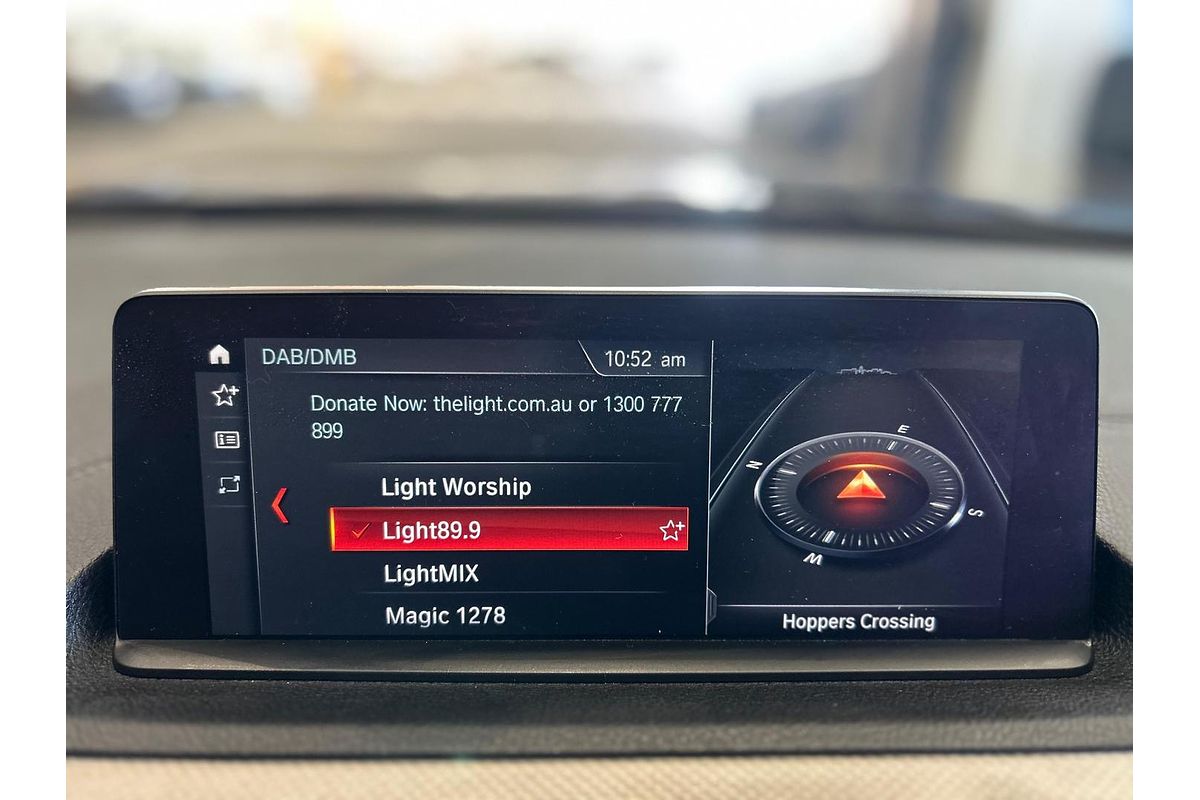 DAB/DMB
10:52 am
Donate Now: thelight.com.au or 1300 777
899
Light Worship
Light89.9
LightMIX
Magic 1278
N
E
S
W
Hoppers Crossing